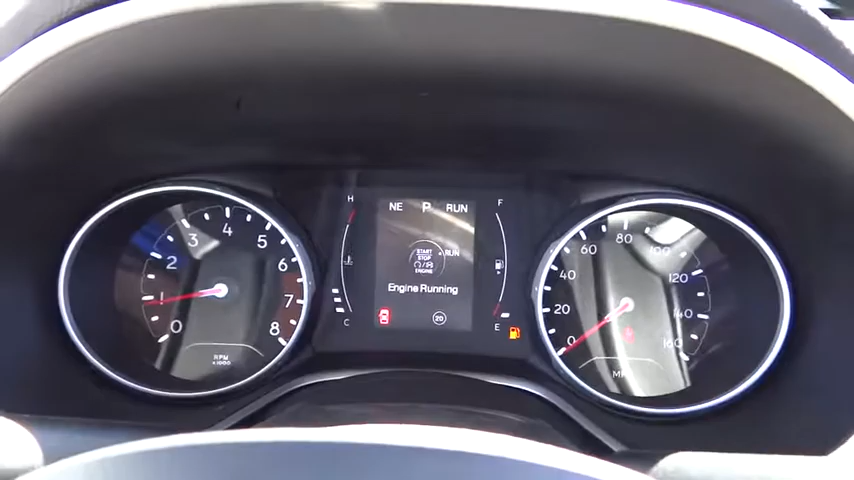 0
1
2
3
4
5
6
7
8
RPM
x1000
H
C
NE P RUN
START
STOP
ENGINE
RUN
Engine Running
20
F
E
0
20
40
60
80
100
120
140
160
MPH